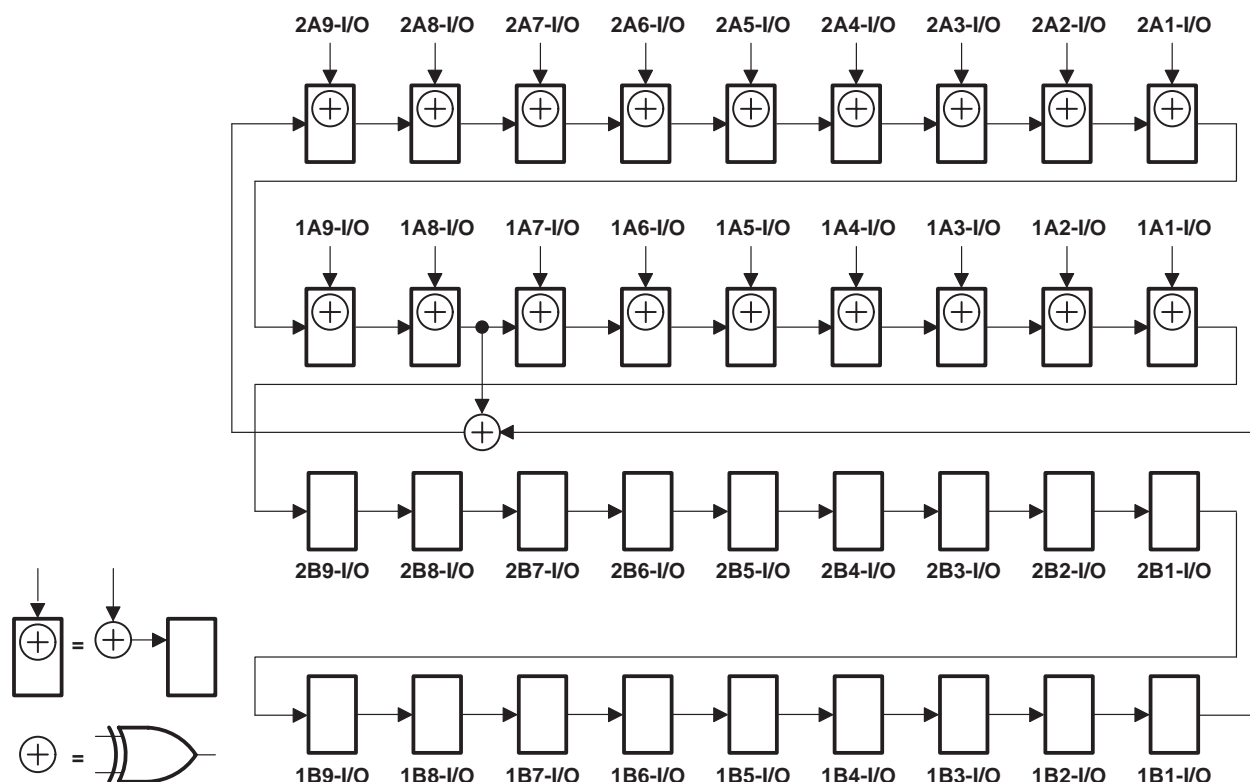 2A9-I/O 2A8-I/O 2A7-I/O 2A6-I/O 2A5-I/O 2A4-I/O 2A3-I/O 2A2-I/O 2A1-I/O
1A9-I/O 1A8-I/O 1A7-I/O 1A6-I/O 1A5-I/O 1A4-I/O 1A3-I/O 1A2-I/O 1A1-I/O
2B9-I/O 2B8-I/O 2B7-I/O 2B6-I/O 2B5-I/O 2B4-I/O 2B3-I/O 2B2-I/O 2B1-I/O
=
=
1B9-I/O 1B8-I/O 1B7-I/O 1B6-I/O 1B5-I/O 1B4-I/O 1B3-I/O 1B2-I/O 1B1-I/O